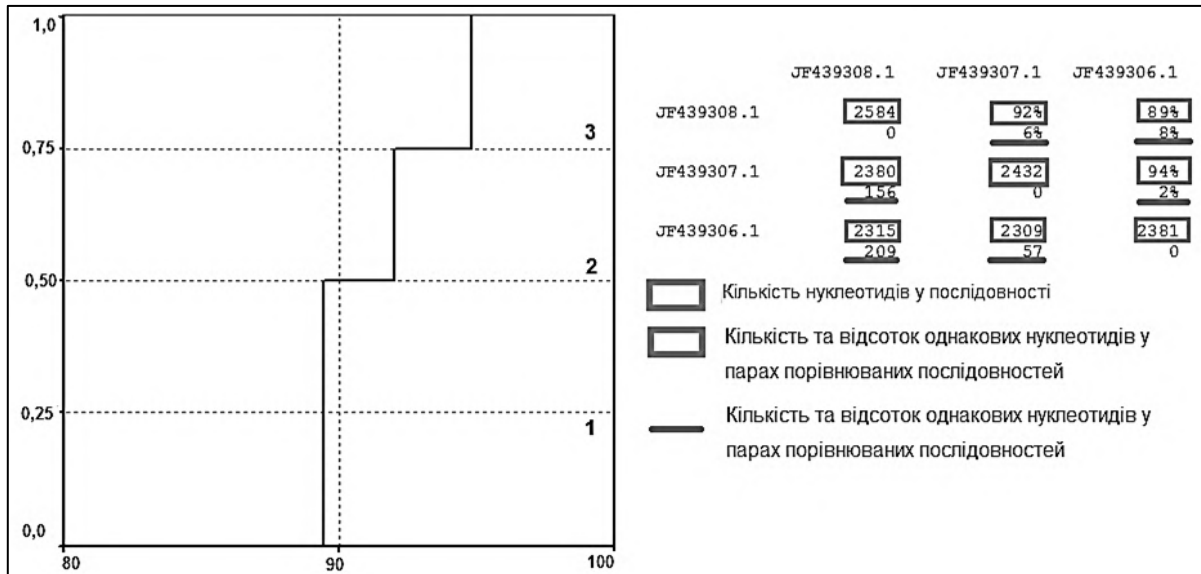 1,0
3
0,75
2
0,50
0,25
1
0,0
80
90
100
JF439308.1 JF439307.1 JF439306.1
JF439308.1 2584 92% 89%
0 6% 8%
JF439307.1 2380 2432 94%
156 0 2%
JF439306.1 2315 2309 2381
209 57 0
Кількість нуклеотидів у послідовності
Кількість та відсоток однакових нуклеотидів у
парах порівнюваних послідовностей
Кількість та відсоток однакових нуклеотидів у
парах порівнюваних послідовностей